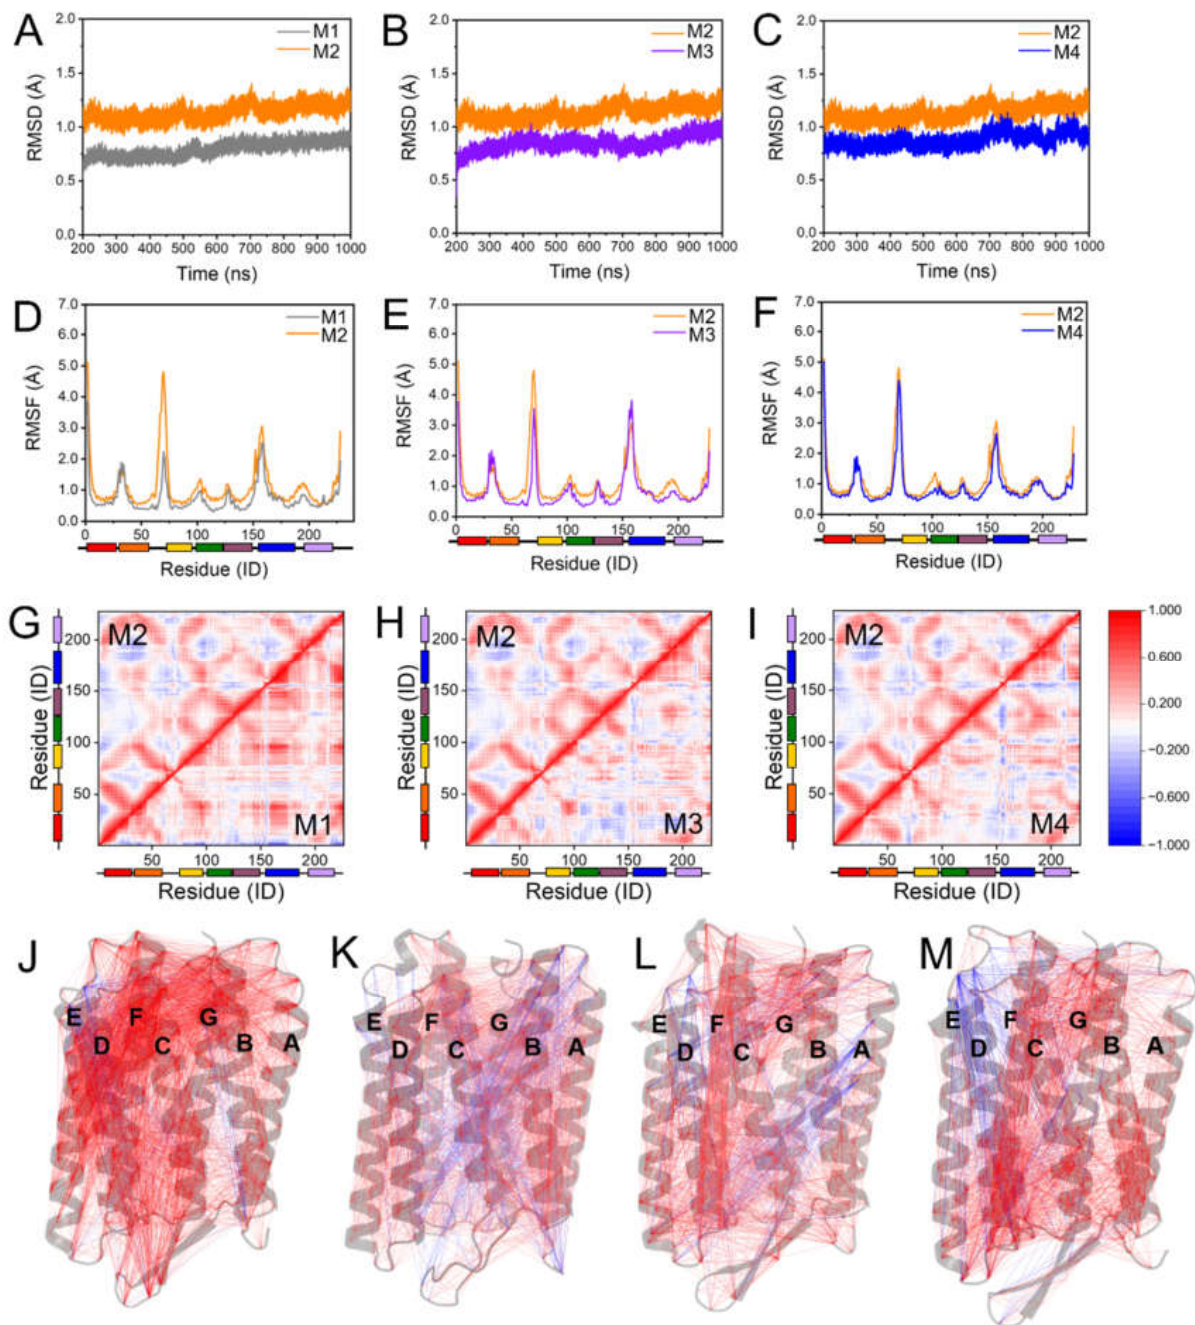 A
M1
M2
2.0
1.5
1.0
0.5
0.0
RMSD (Å)
200 300 400 500 600 700 800 900 1000
Time (ns)
B
M2
M3
2.0
1.5
1.0
0.5
0.0
RMSD (Å)
200 300 400 500 600 700 800 900 1000
Time (ns)
C
M2
M4
2.0
1.5
1.0
0.5
0.0
RMSD (Å)
200 300 400 500 600 700 800 900 1000
Time (ns)
D
M1
M2
7.0
6.0
5.0
4.0
3.0
2.0
1.0
0.0
RMSF (Å)
0 50 100 150 200
Residue (ID)
E
M2
M3
7.0
6.0
5.0
4.0
3.0
2.0
1.0
0.0
RMSF (Å)
0 50 100 150 200
Residue (ID)
F
M2
M4
7.0
6.0
5.0
4.0
3.0
2.0
1.0
0.0
RMSF (Å)
0 50 100 150 200
Residue (ID)
G
M2
M1
200
150
100
50
Residue (ID)
50 100 150 200
Residue (ID)
H
M2
M3
200
150
100
50
Residue (ID)
50 100 150 200
Residue (ID)
I
M2
M4
200
150
100
50
Residue (ID)
50 100 150 200
Residue (ID)
1.000
0.600
0.200
−0.200
−0.600
−1.000
J
E F G
D C B A
K
E F G
D C B A
L
E F G
D C B A
M
E F G
D C B A